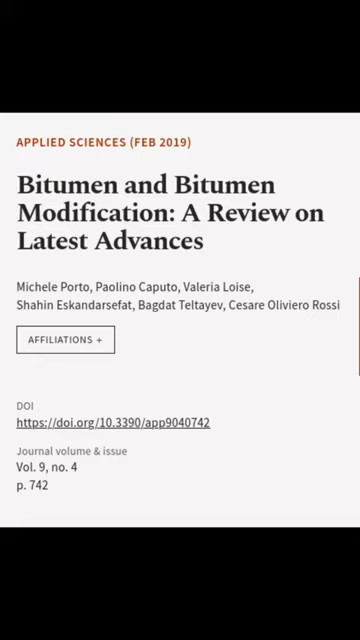 APPLIED SCIENCES (FEB 2019)
Bitumen and Bitumen
Modification: A Review on
Latest Advances
Michele Porto, Paolino Caputo, Valeria Loise,
Shahin Eskandarsefat, Bagdat Teltayev, Cesare Oliviero Rossi
AFFILIATIONS +
DOI
https://doi.org/10.3390/app9040742
Journal volume & issue
Vol. 9, no. 4
p. 742